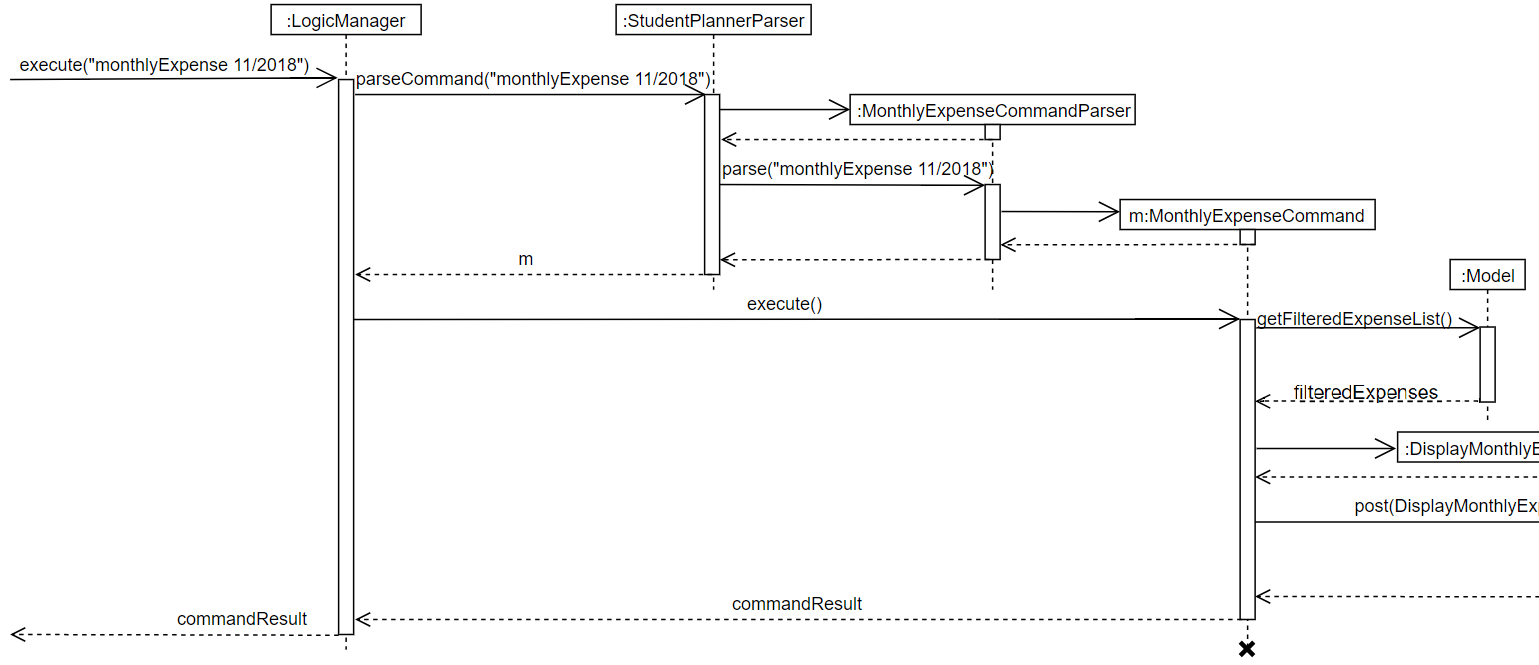 :LogicManager
:StudentPlannerParser
execute("monthlyExpense 11/2018")
parseCommand("monthlyExpense 11/2018")
:MonthlyExpenseCommandParser
parse("monthlyExpense 11/2018")
m:MonthlyExpenseCommand
m
:Model
execute()
getFilteredExpenseList()
filteredExpenses
:DisplayMonthlyE
post(DisplayMonthlyEx
commandResult
commandResult